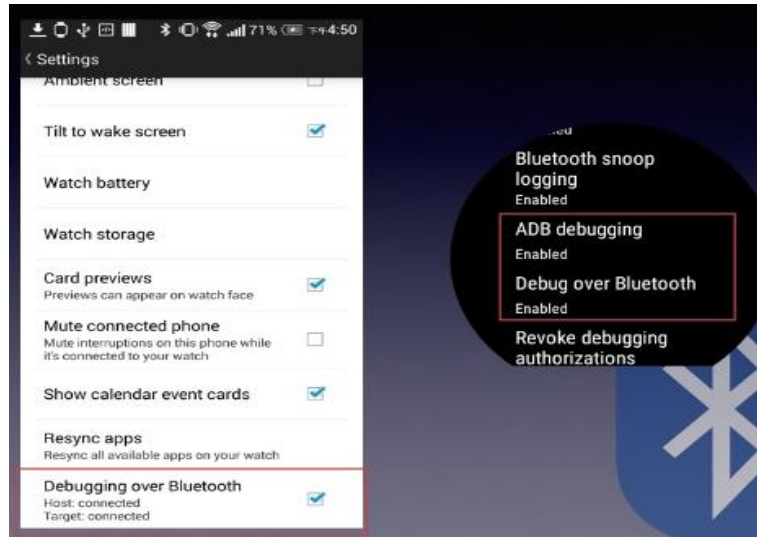 71% 下午4:50
Settings
Ambient screen
Tilt to wake screen
Watch battery
Watch storage
Card previews
Previews can appear on watch face
Mute connected phone
Mute interruptions on this phone while
it's connected to your watch
Show calendar event cards
Resync apps
Resync all available apps on your watch
Debugging over Bluetooth
Host: connected
Target: connected
Bluetooth snoop
logging
Enabled
ADB debugging
Enabled
Debug over Bluetooth
Enabled
Revoke debugging
authorizations